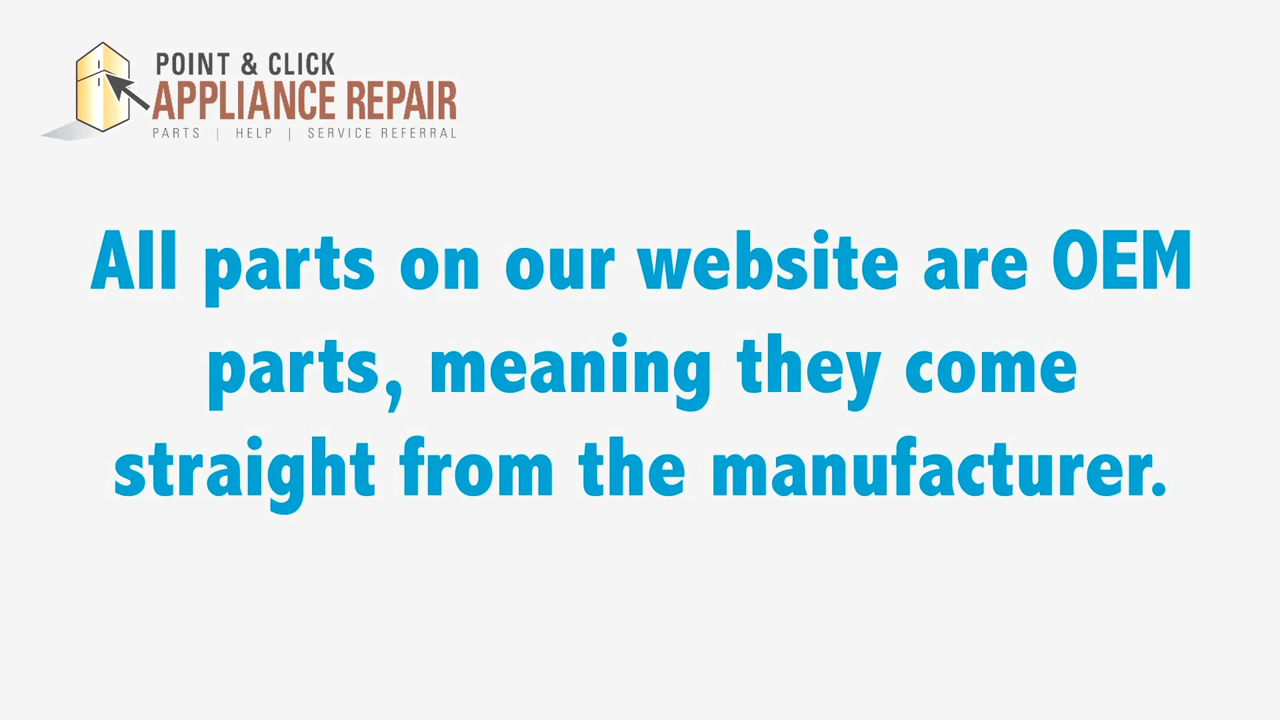 POINT & CLICK
APPLIANCE REPAIR
PARTS | HELP | SERVICE REFERRAL
All parts on our website are OEM
parts, meaning they come
straight from the manufacturer.